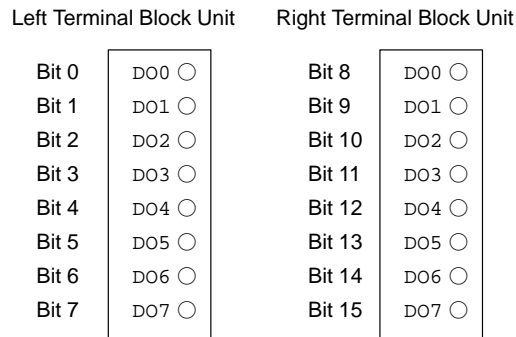 Left Terminal Block Unit Right Terminal Block Unit
Bit 0 DO0 Bit 8 DO0
Bit 1 DO1 Bit 9 DO1
Bit 2 DO2 Bit 10 DO2
Bit 3 DO3 Bit 11 DO3
Bit 4 DO4 Bit 12 DO4
Bit 5 DO5 Bit 13 DO5
Bit 6 DO6 Bit 14 DO6
Bit 7 DO7 Bit 15 DO7